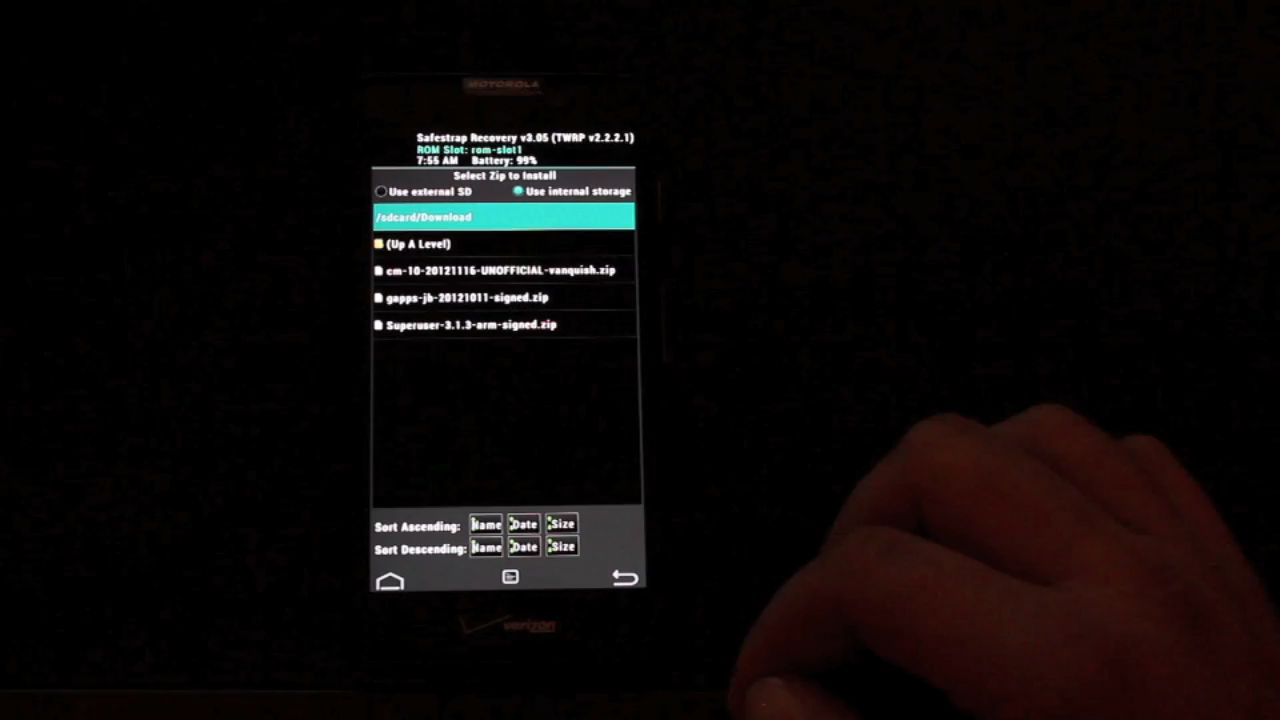 MOTOROLA
Safestrap Recovery v3.05 (TWRP v2.2.2.1)
ROM Slot: rom-slot1
7:55 AM Battery: 99%
Select Zip to Install
Use external SD Use internal storage
/sdcard/Download
(Up A Level)
cm-10-20121116-UNOFFICIAL-vanquish.zip
gapps-jb-20121011-signed.zip
Superuser-3.1.3-arm-signed.zip
Sort Ascending: Name Date Size
Sort Descending: Name Date Size
verizon